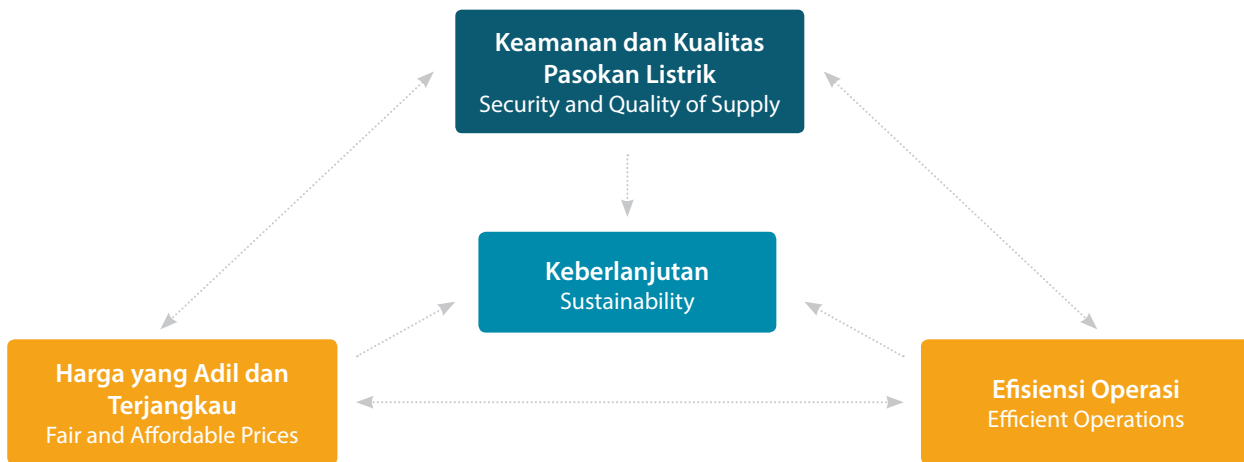 Keamanan dan Kualitas
Pasokan Listrik
Security and Quality of Supply
Keberlanjutan
Sustainability
Harga yang Adil dan
Terjangkau
Fair and Affordable Prices
Efisiensi Operasi
Efficient Operations